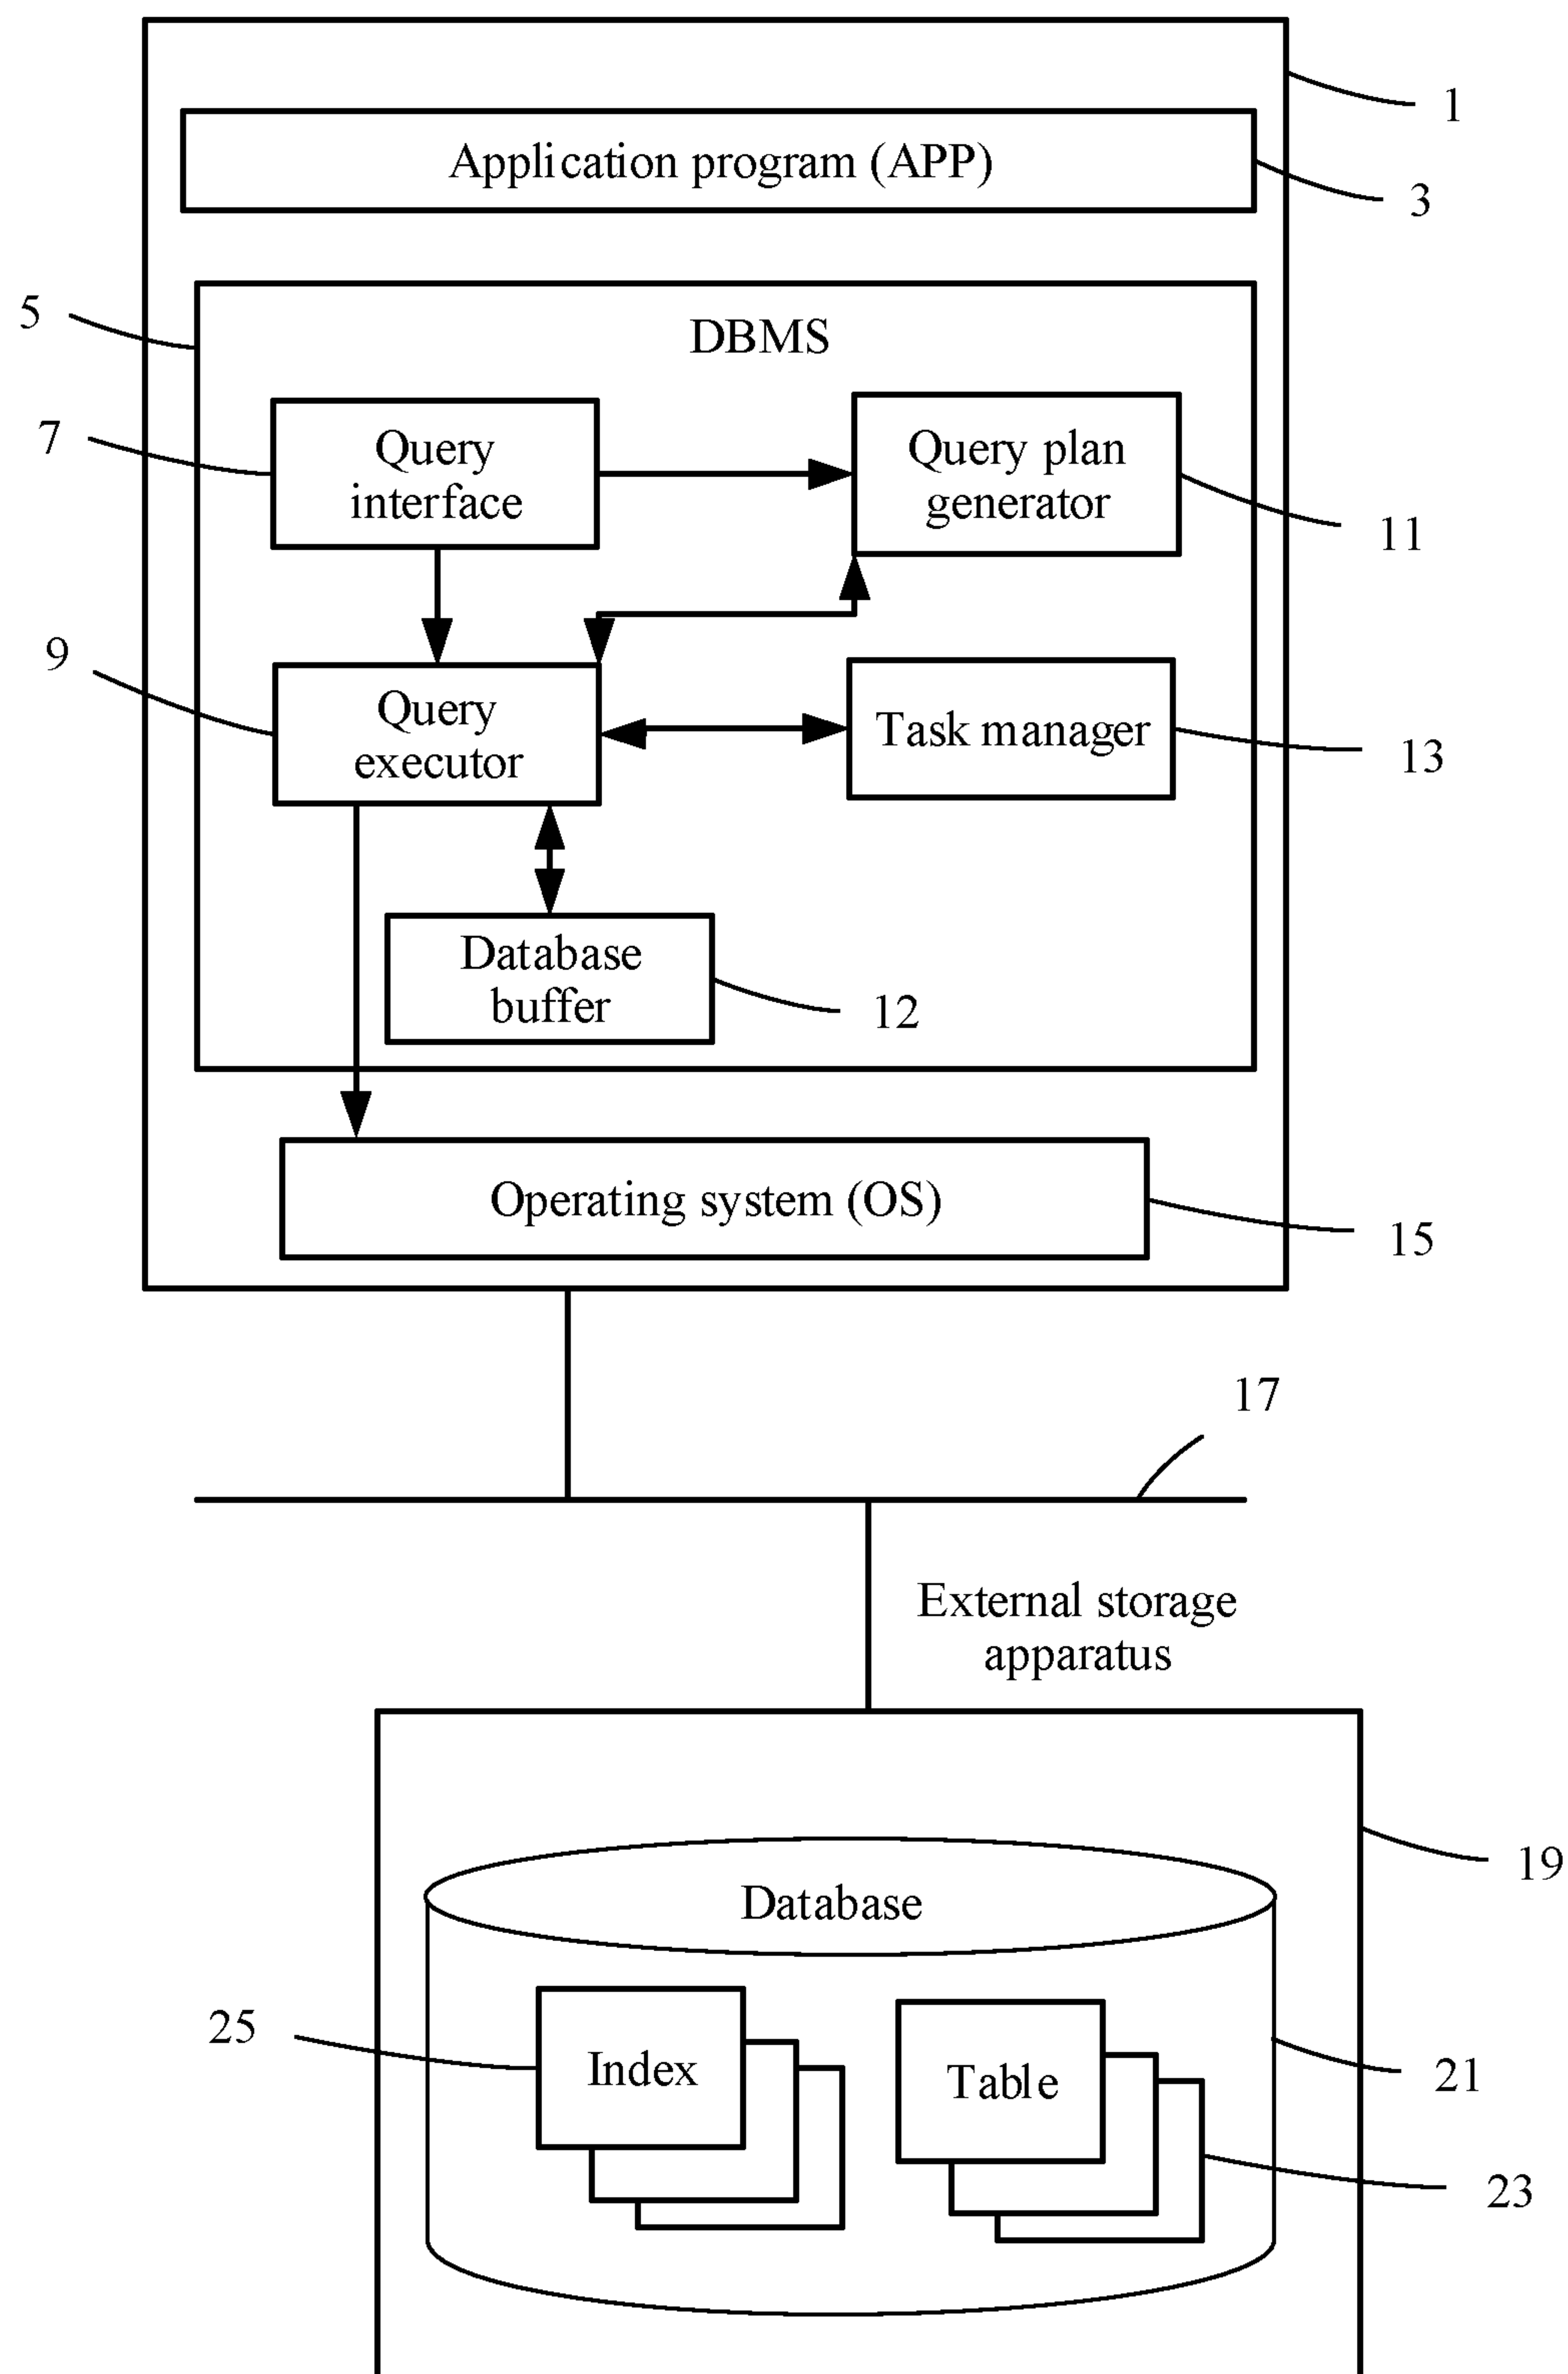 1
Application program (APP)
3
5
DBMS
7
Query
interface
Query plan
generator
11
9
Query
executor
Task manager
13
Database
buffer
12
Operating system (OS)
15
17
External storage
apparatus
19
Database
25
Index
Table
21
23